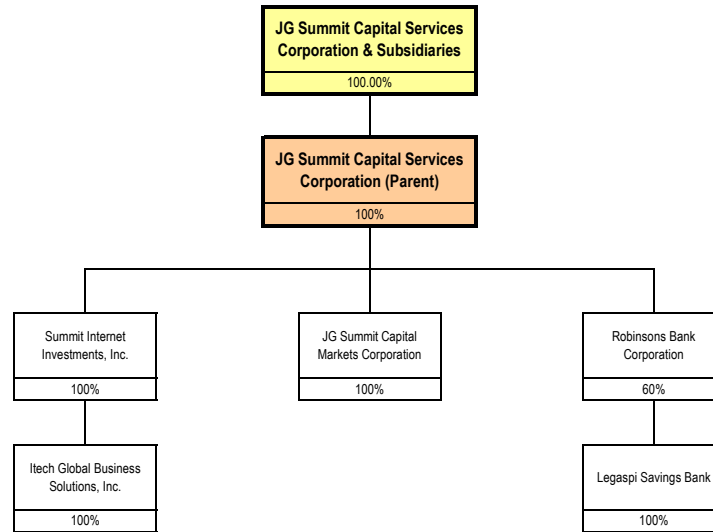 JG Summit Capital Services
Corporation & Subsidiaries
100.00%
JG Summit Capital Services
Corporation (Parent)
100%
Summit Internet
Investments, Inc.
100%
JG Summit Capital
Markets Corporation
100%
Robinsons Bank
Corporation
60%
Itech Global Business
Solutions, Inc.
100%
Legaspi Savings Bank
100%